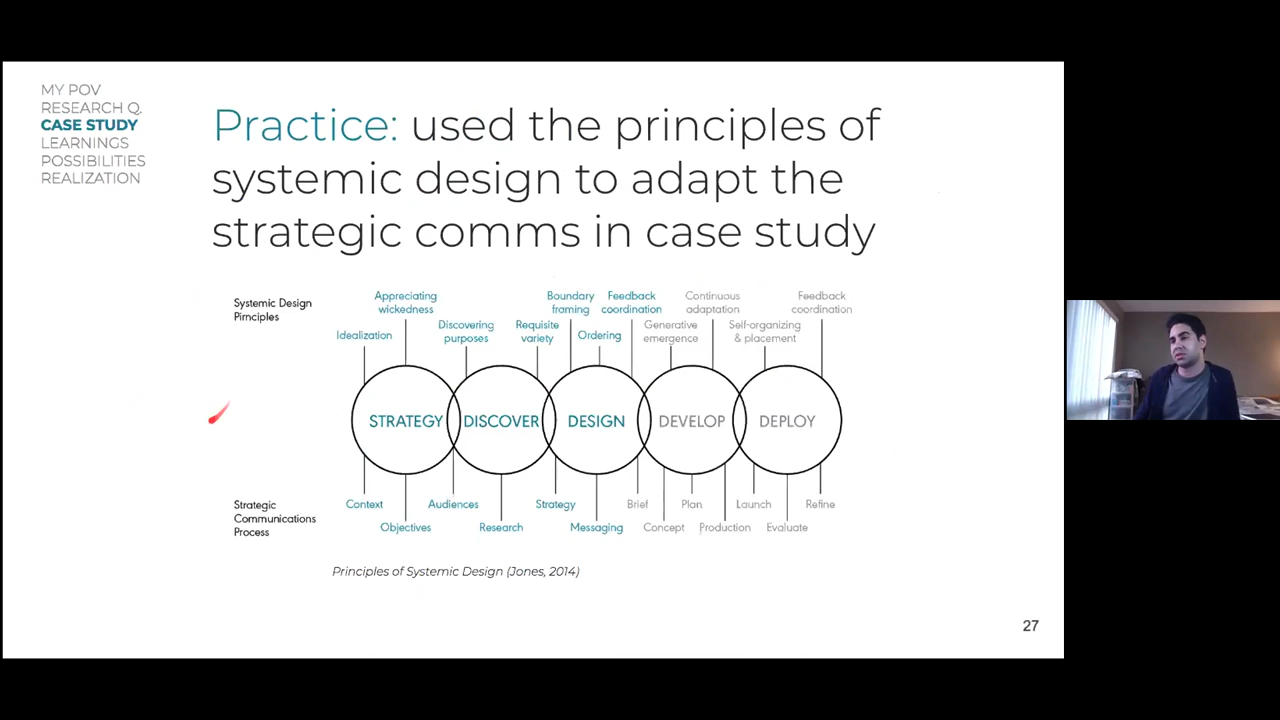 MY POV
RESEARCH Q.
CASE STUDY
LEARNINGS
POSSIBILITIES
REALIZATION
Practice: used the principles of
systemic design to adapt the
strategic comms in case study
Systemic Design
Pirnciples
Idealization
Appreciating
wickedness
Discovering
purposes
Requisite
variety
Boundary
framing
Ordering
Feedback
coordination
Generative
emergence
Continuous
adaptation
Self-organizing
& placement
Feedback
coordination
STRATEGY
DISCOVER
DESIGN
DEVELOP
DEPLOY
Strategic
Communications
Process
Context
Objectives
Audiences
Research
Strategy
Messaging
Brief
Concept
Plan
Production
Launch
Evaluate
Refine
Principles of Systemic Design (Jones, 2014)
27